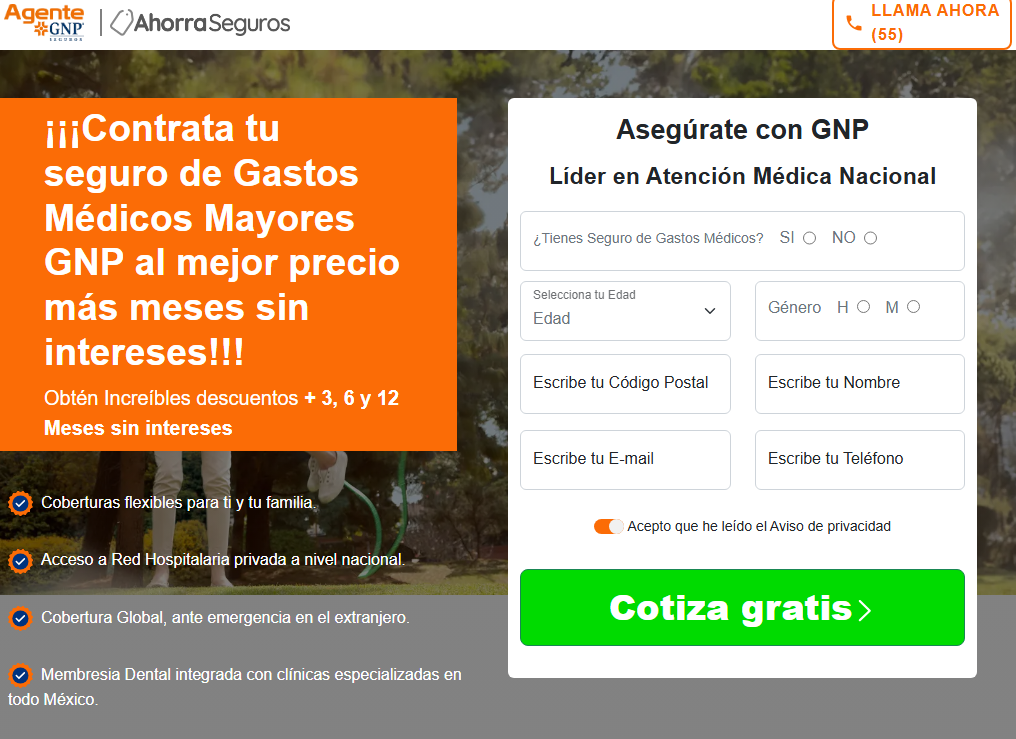 Agente
GNP
SEGUROS
AhorraSeguros
LLAMA AHORA
(55)
¡¡¡Contrata tu
seguro de Gastos
Médicos Mayores
GNP al mejor precio
más meses sin
intereses!!!
Obtén Increíbles descuentos + 3, 6 y 12
Meses sin intereses
Coberturas flexibles para ti y tu familia.
Acceso a Red Hospitalaria privada a nivel nacional.
Cobertura Global, ante emergencia en el extranjero.
Membresia Dental integrada con clínicas especializadas en
todo México.
Asegúrate con GNP
Líder en Atención Médica Nacional
¿Tienes Seguro de Gastos Médicos? SI NO
Selecciona tu Edad
Edad
Género H M
Escribe tu Código Postal
Escribe tu Nombre
Escribe tu E-mail
Escribe tu Teléfono
Acepto que he leído el Aviso de privacidad
Cotiza gratis